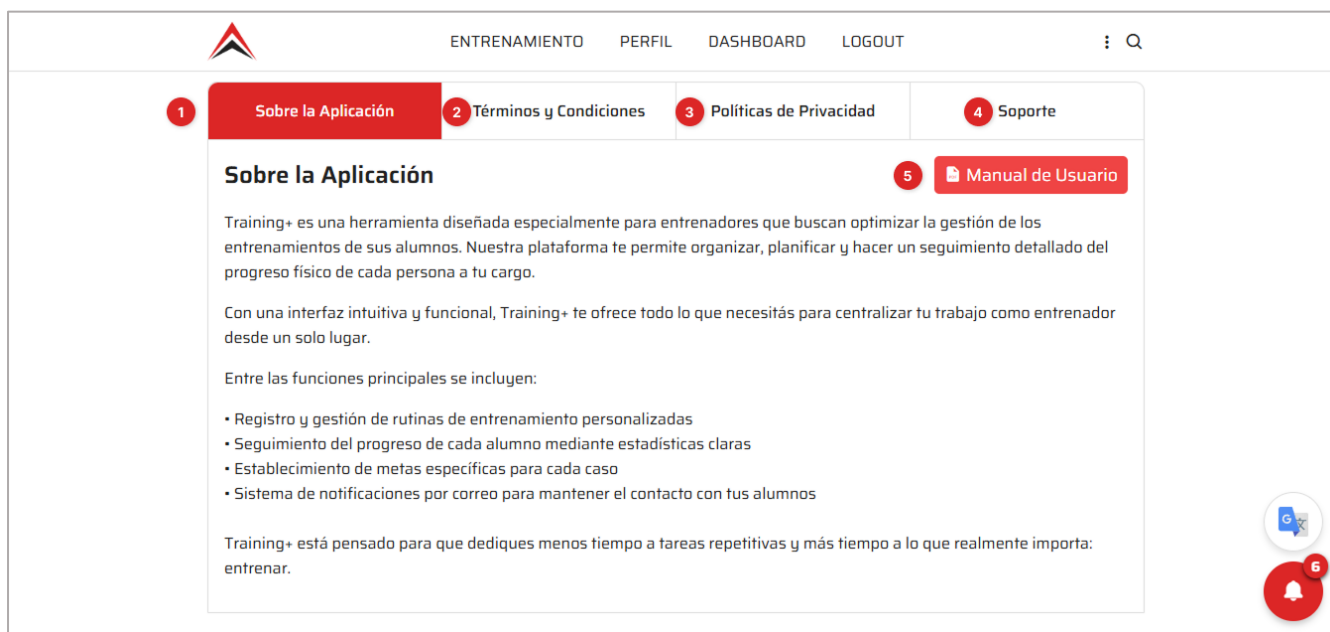 ENTRENAMIENTO PERFIL DASHBOARD LOGOUT
1 Sobre la Aplicación 2 Términos y Condiciones 3 Políticas de Privacidad 4 Soporte
Sobre la Aplicación 5 Manual de Usuario
Training+ es una herramienta diseñada especialmente para entrenadores que buscan optimizar la gestión de los
entrenamientos de sus alumnos. Nuestra plataforma te permite organizar, planificar y hacer un seguimiento detallado del
progreso físico de cada persona a tu cargo.
Con una interfaz intuitiva y funcional, Training+ te ofrece todo lo que necesitás para centralizar tu trabajo como entrenador
desde un solo lugar.
Entre las funciones principales se incluyen:
• Registro y gestión de rutinas de entrenamiento personalizadas
• Seguimiento del progreso de cada alumno mediante estadísticas claras
• Establecimiento de metas específicas para cada caso
• Sistema de notificaciones por correo para mantener el contacto con tus alumnos
Training+ está pensado para que dediques menos tiempo a tareas repetitivas y más tiempo a lo que realmente importa:
entrenar.
G 文
6